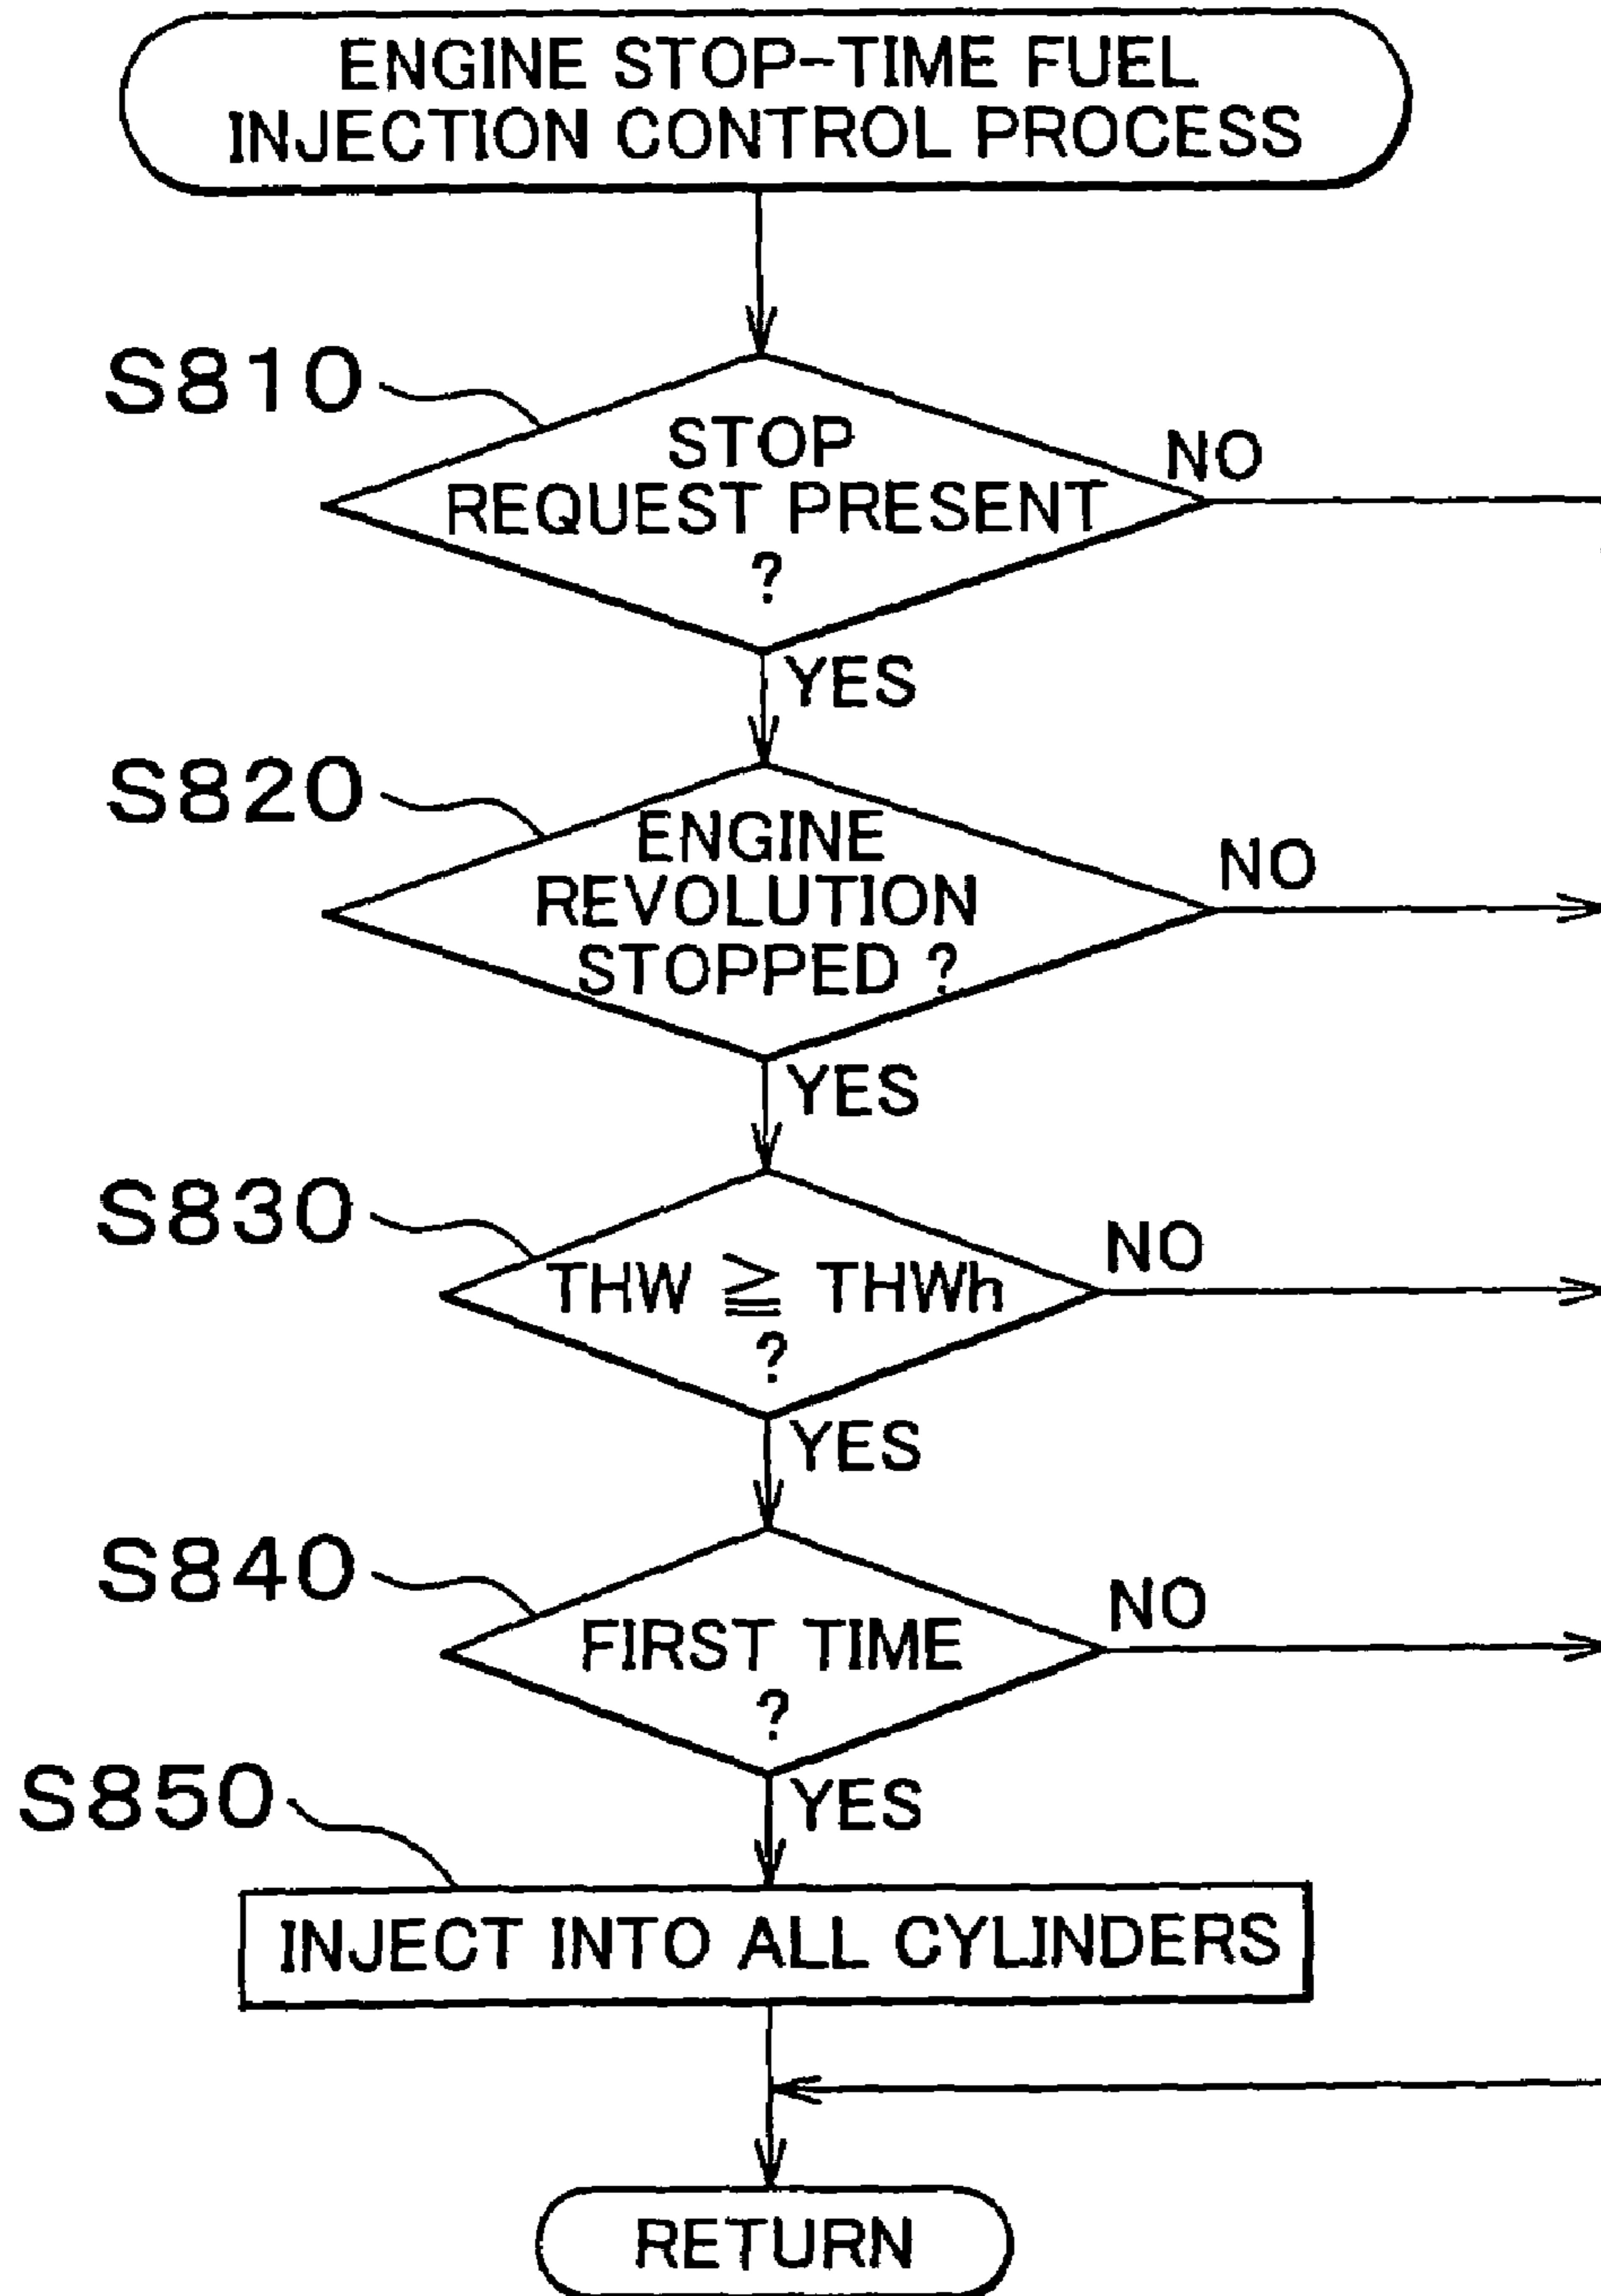 ENGINE STOP-TIME FUEL
INJECTION CONTROL PROCESS
S810
STOP
REQUEST PRESENT
?
NO
YES
S820
ENGINE
REVOLUTION
STOPPED ?
NO
YES
S830
THW ≧ THWh
?
NO
YES
S840
FIRST TIME
?
NO
YES
S850
INJECT INTO ALL CYLINDERS
RETURN